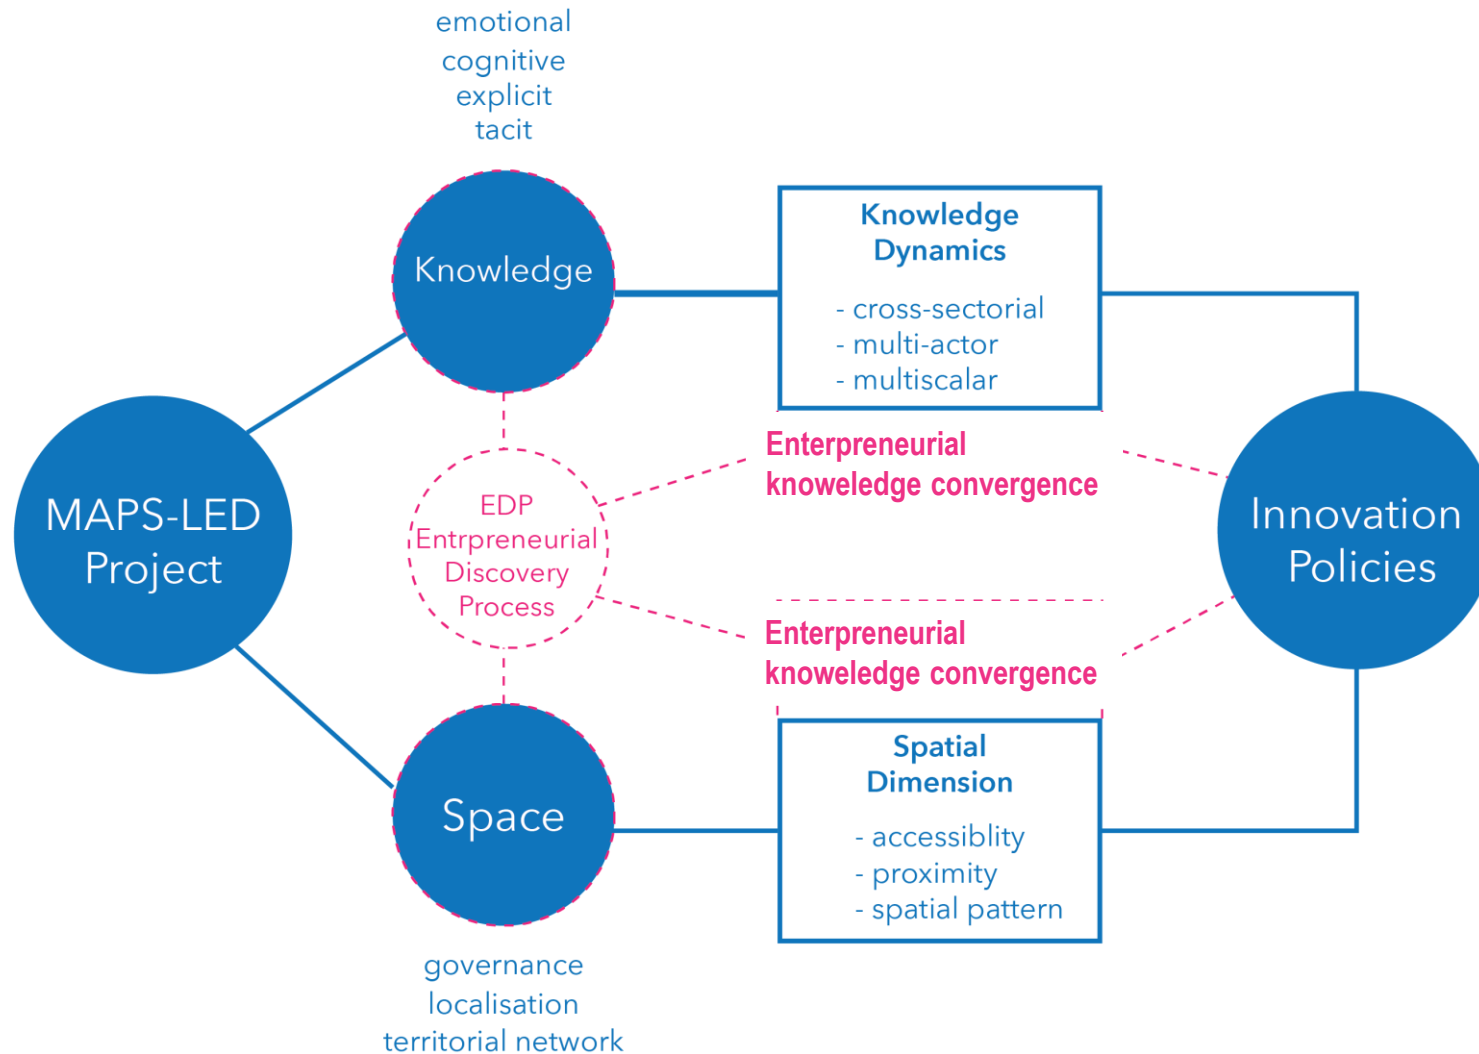 emotional
cognitive
explicit
tacit
Knowledge
Knowledge
Dynamics
- cross-sectorial
- multi-actor
- multiscalar
MAPS-LED
Project
EDP
Entrpreneurial
Discovery
Process
Enterpreneurial
knoweledge convergence
Enterpreneurial
knoweledge convergence
Innovation
Policies
Space
Spatial
Dimension
- accessiblity
- proximity
- spatial pattern
governance
localisation
territorial network